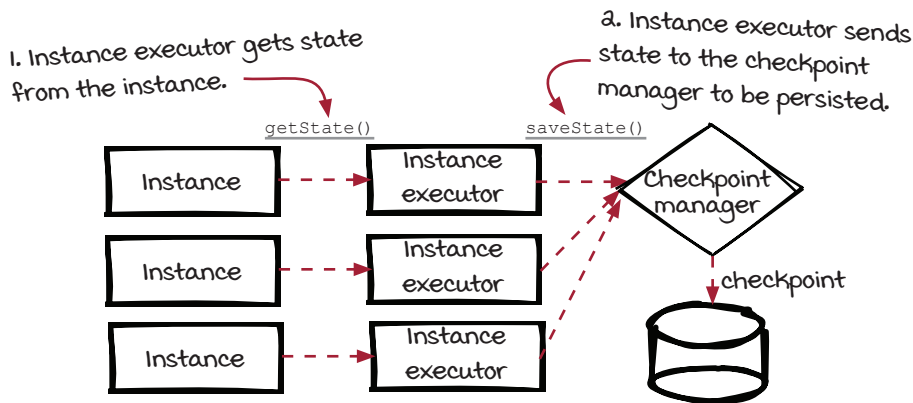 1. Instance executor gets state
from the instance.
2. Instance executor sends
state to the checkpoint
manager to be persisted.
getState()
saveState()
Instance
Instance
executor
Checkpoint
manager
Instance
Instance
executor
checkpoint
Instance
Instance
executor